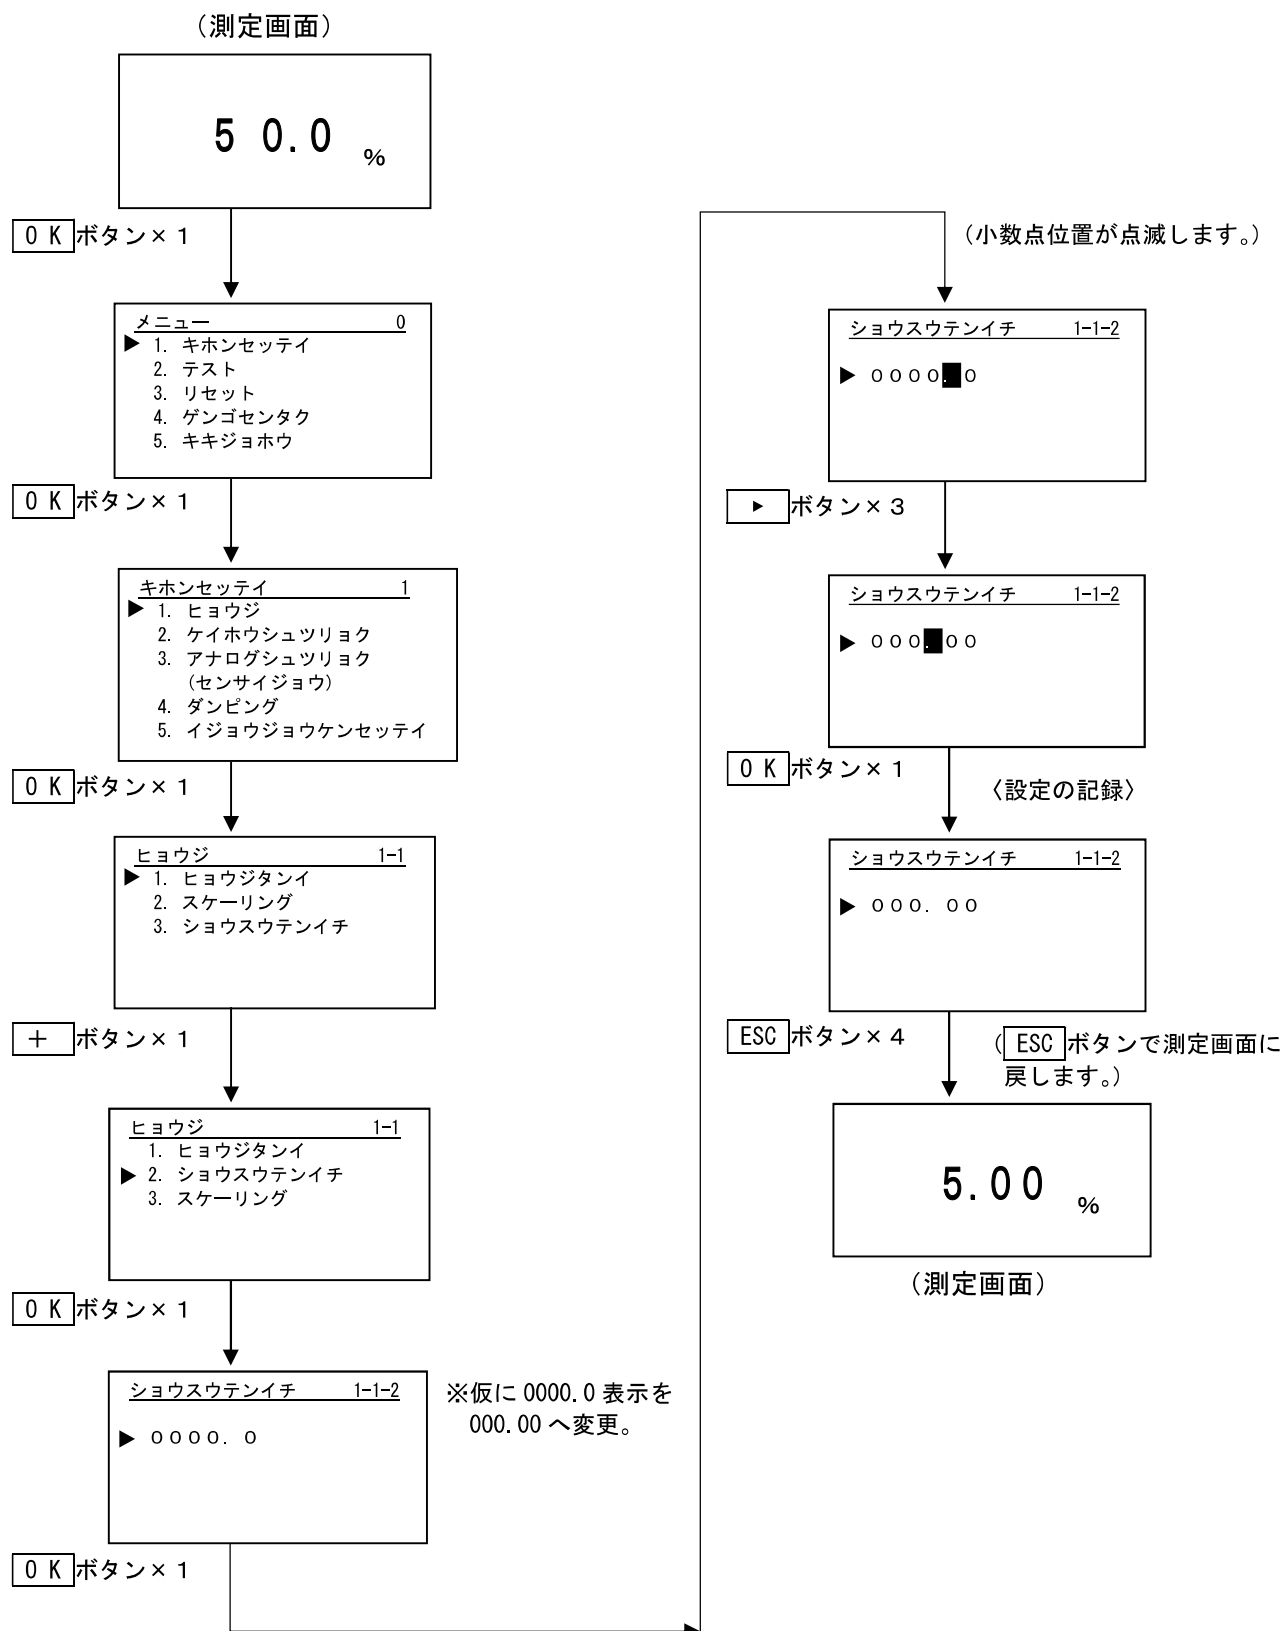 （測定画面）
５０.０ %
ＯＫ ボタン×１
メニュー 0
▶ 1. キホンセッテイ
2. テスト
3. リセット
4. ゲンゴセンタク
5. キキジョホウ
ＯＫ ボタン×１
キホンセッテイ 1
▶ 1. ヒョウジ
2. ケイホウシュツリョク
3. アナログシュツリョク
（センサイジョウ）
4. ダンピング
5. イジョウジョウケンセッテイ
ＯＫ ボタン×１
ヒョウジ 1-1
▶ 1. ヒョウジタンイ
2. スケーリング
3. ショウスウテンイチ
＋ ボタン×１
ヒョウジ 1-1
1. ヒョウジタンイ
▶ 2. ショウスウテンイチ
3. スケーリング
ＯＫ ボタン×１
ショウスウテンイチ 1-1-2
▶ ００００. ０
※仮に 0000.0 表示を
000.00 へ変更。
ＯＫ ボタン×１
（小数点位置が点滅します。）
ショウスウテンイチ 1-1-2
▶ ００００.０
▶ ボタン×３
ショウスウテンイチ 1-1-2
▶ ０００.００
ＯＫ ボタン×１
〈設定の記録〉
ショウスウテンイチ 1-1-2
▶ ０００. ００
ESC ボタン×４
（ESC ボタンで測定画面に
戻します。）
５.００ %
（測定画面）